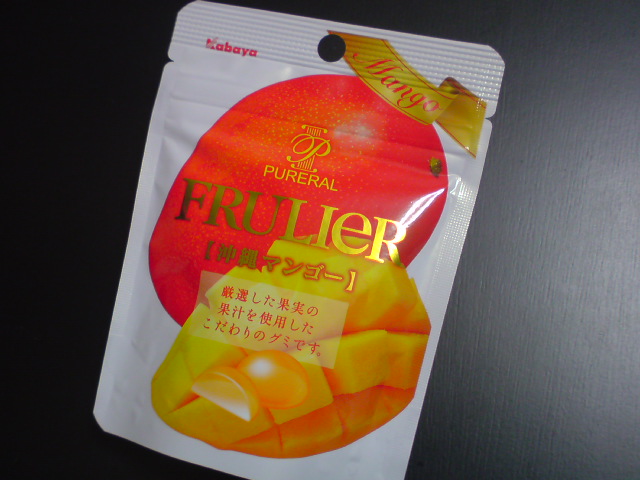 Kabaya
Mango
P
PURERAL
FRULIER
【沖縄マンゴー】
厳選した果実の
果汁を使用した
こだわりのグミです。